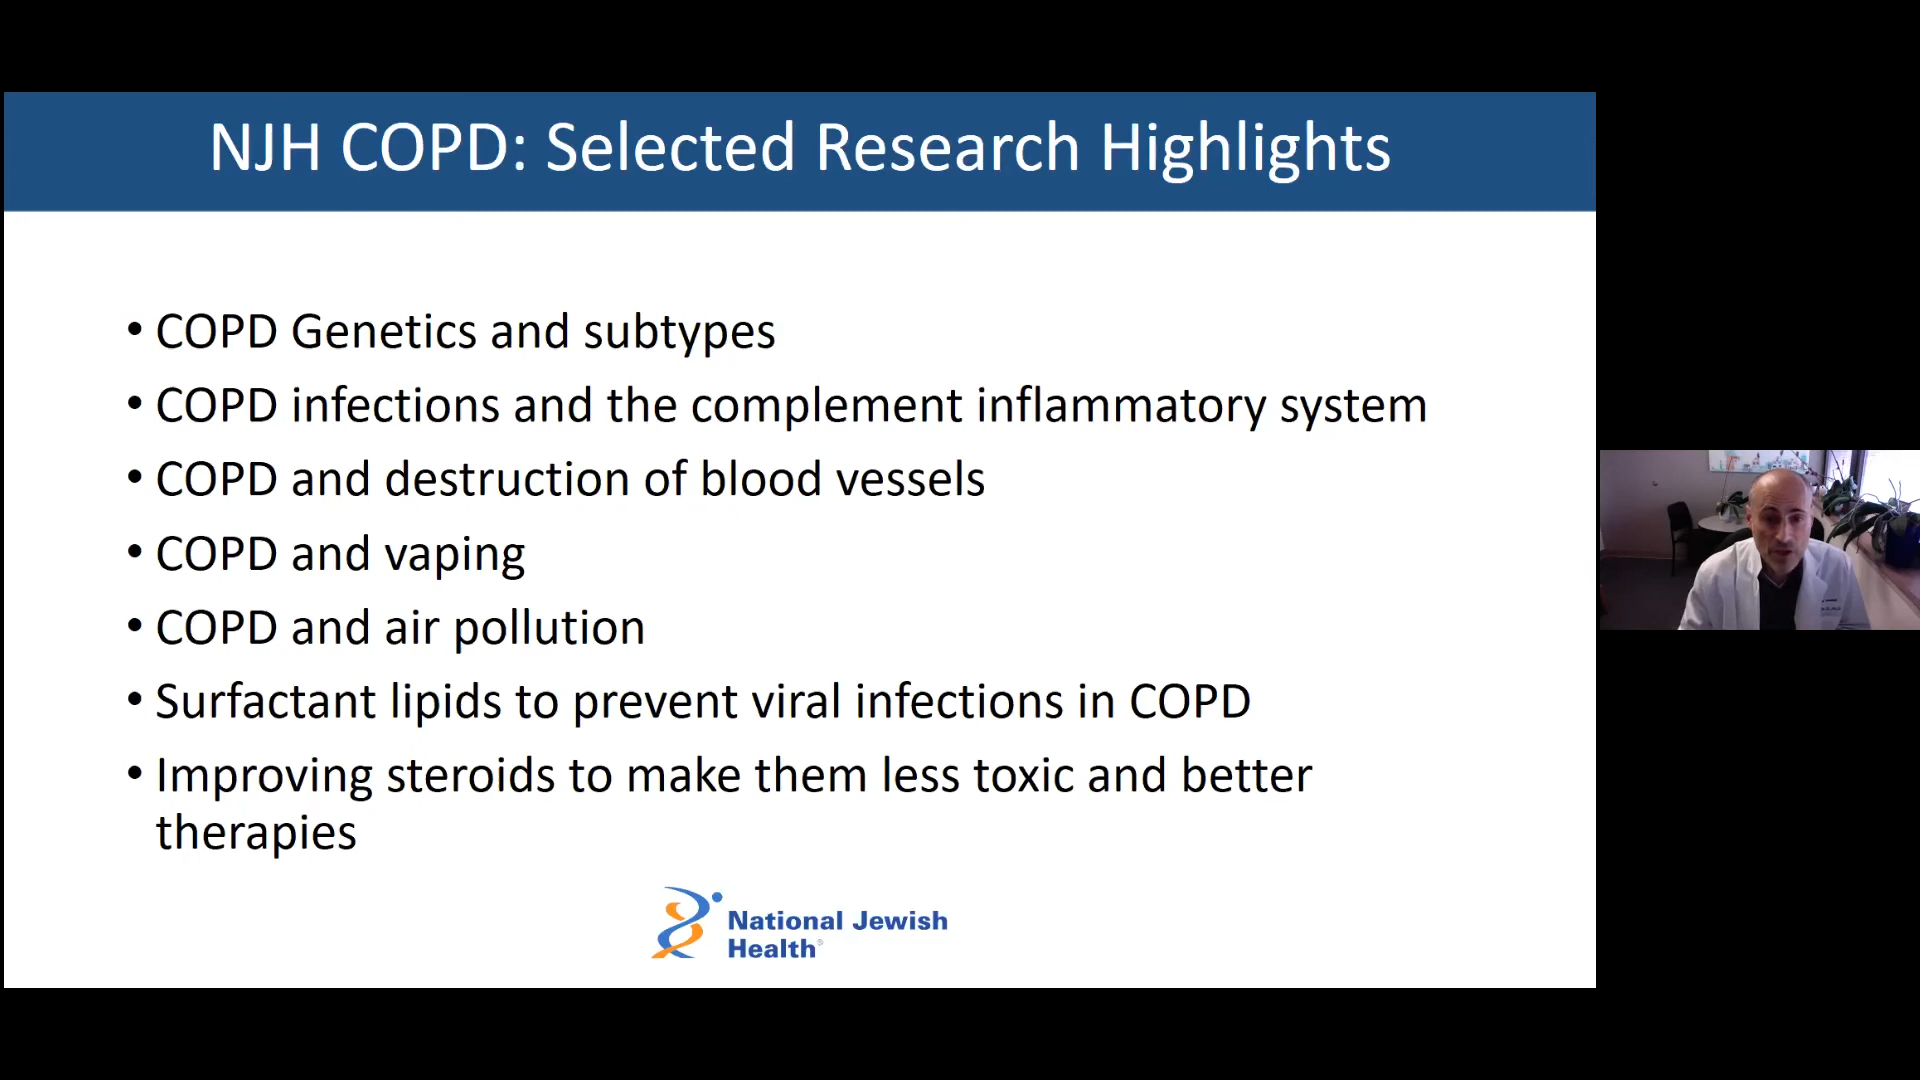 NJH COPD: Selected Research Highlights
• COPD Genetics and subtypes
• COPD infections and the complement inflammatory system
• COPD and destruction of blood vessels
• COPD and vaping
• COPD and air pollution
• Surfactant lipids to prevent viral infections in COPD
• Improving steroids to make them less toxic and better
therapies
National Jewish
Health®